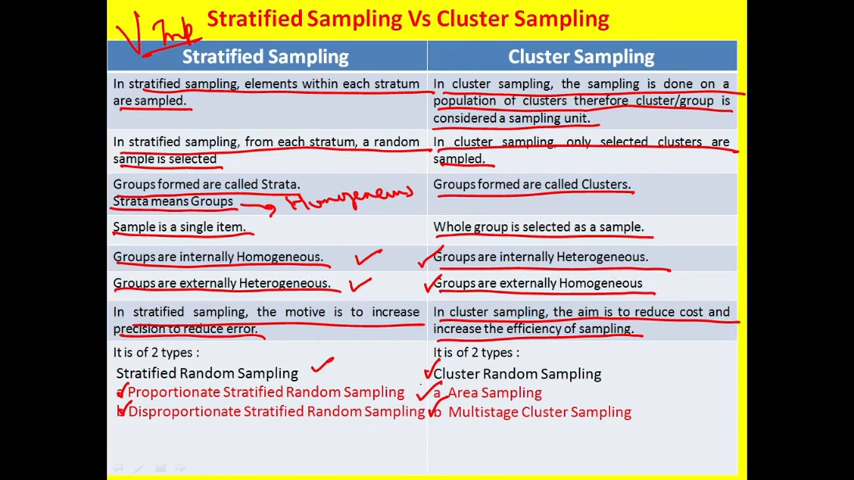 Stratified Sampling Vs Cluster Sampling
V Imp
Stratified Sampling
Cluster Sampling
In stratified sampling, elements within each stratum
are sampled.
In cluster sampling, the sampling is done on a
population of clusters therefore cluster/group is
considered a sampling unit.
In stratified sampling, from each stratum, a random
sample is selected
In cluster sampling, only selected clusters are
sampled.
Groups formed are called Strata.
Strata means Groups → Homogeneous
Groups formed are called Clusters.
Sample is a single item.
Whole group is selected as a sample.
Groups are internally Homogeneous.
Groups are internally Heterogeneous.
Groups are externally Heterogeneous.
Groups are externally Homogeneous
In stratified sampling, the motive is to increase
precision to reduce error.
In cluster sampling, the aim is to reduce cost and
increase the efficiency of sampling.
It is of 2 types :
Stratified Random Sampling
a Proportionate Stratified Random Sampling
b Disproportionate Stratified Random Sampling
It is of 2 types :
Cluster Random Sampling
a Area Sampling
b Multistage Cluster Sampling